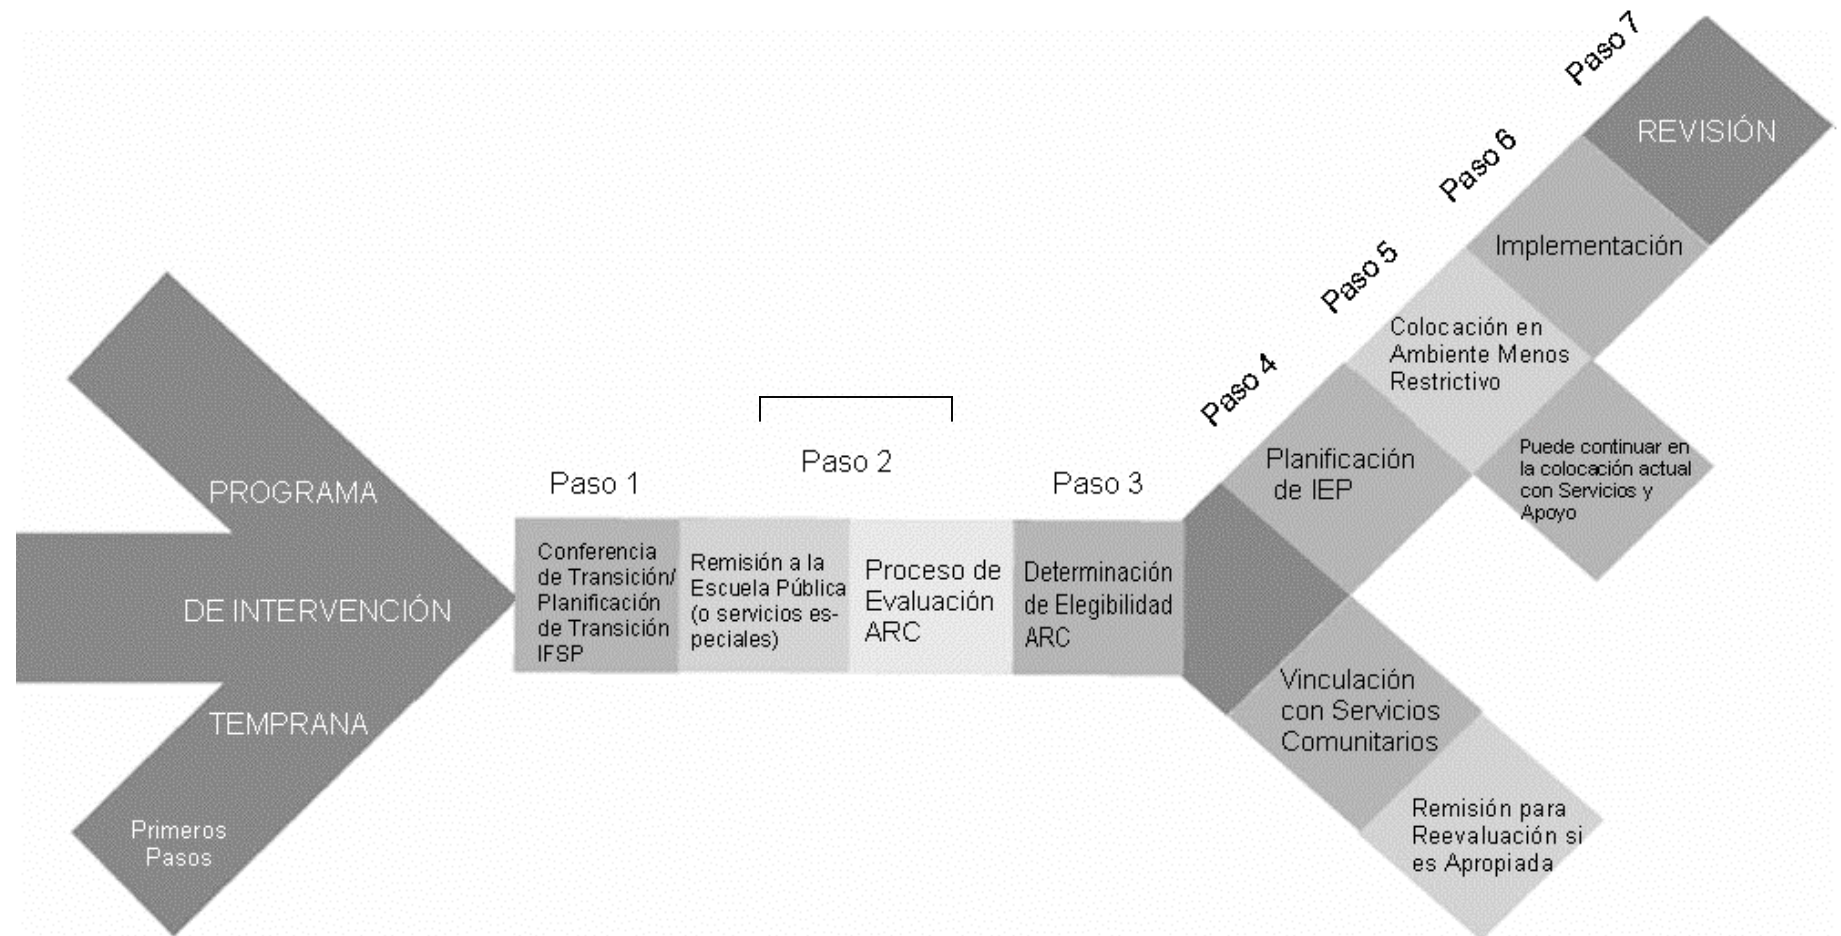 PROGRAMA
DE INTERVENCIÓN
TEMPRANA
Primeros
Pasos
Paso 1
Conferencia
de Transición/
Planificación
de Transición
IFSP
Paso 2
Remisión a la
Escuela Pública
(o servicios es-
peciales)
Proceso de
Evaluación
ARC
Paso 3
Determinación
de Elegibilidad
ARC
Paso 4
Planificación
de IEP
Paso 5
Colocación en
Ambiente Menos
Restrictivo
Puede continuar en
la colocación actual
con Servicios y
Apoyo
Paso 6
Implementación
Paso 7
REVISIÓN
Vinculación
con Servicios
Comunitarios
Remisión para
Reevaluación si
es Apropiada